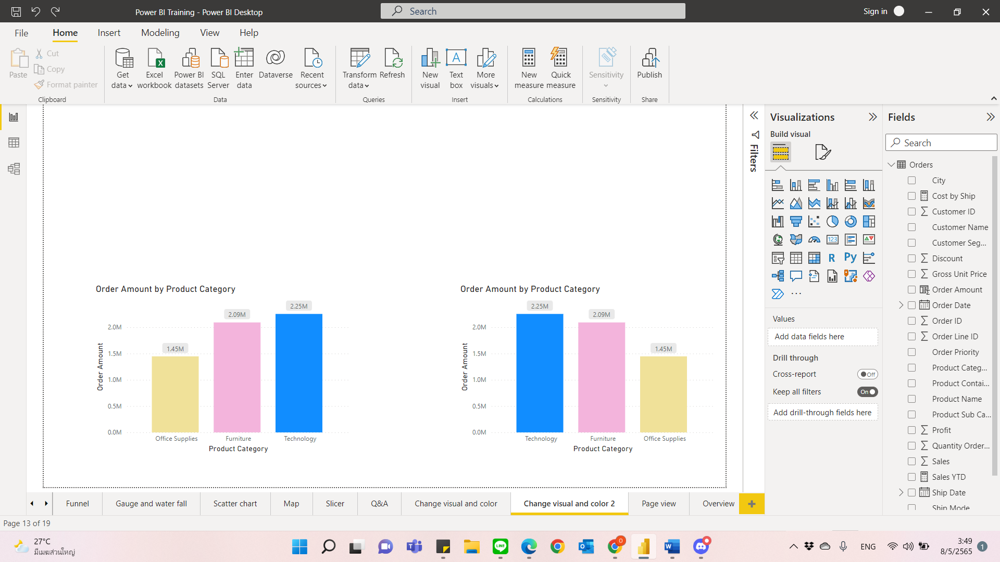 Power BI Training - Power BI Desktop
Search
Sign in
File
Home
Insert
Modeling
View
Help
Paste
Cut
Copy
Format painter
Clipboard
Get data
Excel workbook
Power BI datasets
SQL Server
Enter data
Dataverse
Recent sources
Data
Transform data
Refresh
Queries
New visual
Text box
More visuals
Insert
New measure
Quick measure
Calculations
Sensitivity
Sensitivity
Publish
Share
Order Amount by Product Category
2.25M
2.09M
1.45M
2.0M
1.5M
1.0M
0.5M
0.0M
Order Amount
Office Supplies
Furniture
Technology
Product Category
Order Amount by Product Category
2.25M
2.09M
1.45M
2.0M
1.5M
1.0M
0.5M
0.0M
Order Amount
Technology
Furniture
Office Supplies
Product Category
Filters
Visualizations
Build visual
123
R
Py
...
Values
Add data fields here
Drill through
Cross-report
Off
Keep all filters
On
Add drill-through fields here
Fields
Search
Orders
City
Cost by Ship
Customer ID
Customer Name
Customer Seg...
Discount
Gross Unit Price
Order Amount
Order Date
Order ID
Order Line ID
Order Priority
Product Categ...
Product Contai...
Product Name
Product Sub Ca...
Profit
Quantity Order...
Sales
Sales YTD
Ship Date
Ship Mode
Funnel
Gauge and water fall
Scatter chart
Map
Slicer
Q&A
Change visual and color
Change visual and color 2
Page view
Overview
Page 13 of 19
27°C
มีเมฆส่วนใหญ่
LINE
0
ENG
3:49
8/5/2565
1